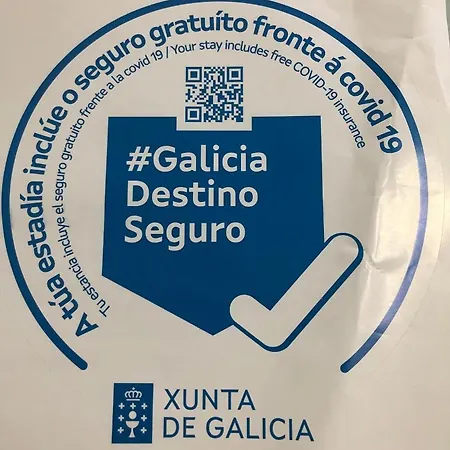 A túa estadía inclúe o seguro gratuíto fronte á covid 19
Tu estancia incluye el seguro gratuito frente a la covid 19 / Your stay includes free COVID-19 insurance
#Galicia
Destino
Seguro
XUNTA
DE GALICIA